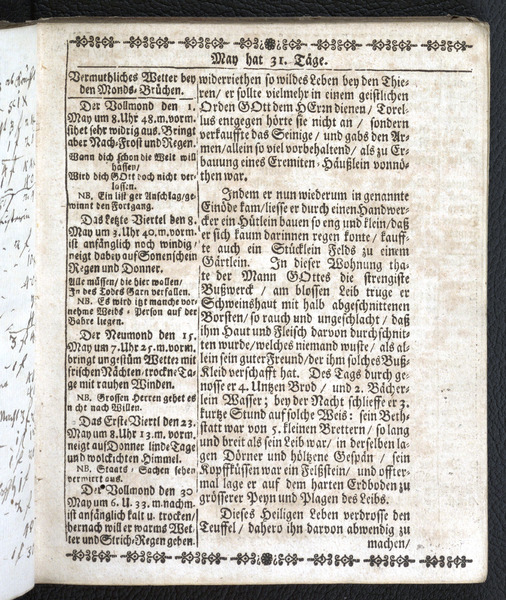 May hat 31. Täge.
Vermuthliches Wetter bey
den Monds-Brüchen.
Der Vollmond den 1.
May um 8. Uhr 48. m. vorm.
sihet sehr widrig aus. Bringt
aber Nach-Frost und Regen.
Wann dich schon die Welt will
hassen/
Wird dich GOtt doch nicht ver-
lassen.
NB. Ein list ger Anschlag/ge-
winnt den Fortgang.
Das Letzte Viertel den 8.
May um 3. Uhr 40. m. vorm.
ist anfänglich noch windig/
neigt dabey auf Sonenschein
Regen und Donner.
Alle müssen/ die hier wallen/
In des Todes Garn verfallen.
NB. Es wird itzt manche vor-
nehme Weibs-Person auf der
Bahre liegen.
Der Neumond den 15.
May um 7. Uhr 25. m. vorm.
bringt ungestüm Wetter mit
frischen Nächten/ trockne Ta-
ge mit rauhen Winden.
NB. Grossen Herren gehet es
n cht nach Willen.
Das Erste Viertl den 23.
May um 8. Uhr 13. m. vorm.
neigt auf Donner linde Tage
und wolckichten Himmel.
NB. Staats-Sachen sehen
vermirrt aus.
Der Vollmond den 30
May um 6. U. 33. m. nachm.
ist anfänglich kalt u. trocken/
hernach will er warms Wet-
ter und Strich-Regen geben.
widerriethen so wildes Leben bey den Thie-
ren/ er sollte vielmehr in einem geistlichen
Orden GOtt dem HErrn dienen/ Torel-
lus entgegen hörte sie nicht an / sondern
verkauffte das Seinige/ und gabs den Ar-
men/ allein so viel vorbehaltend/ als zu Er-
bauung eines Eremiten-Häußlein vonnö-
then war.
Indem er nun wiederum in genannte
Einöde kam/ liesse er durch einen Handwer-
cker ein Hütlein bauen so eng und klein/ daß
er sich kaum darinnen regen konte/ kauff-
te auch ein Stücklein Felds zu einem
Gärtlein. In dieser Wohnung tha-
te der Mann GOttes die strengiste
Bußwerck / am blossen Leib truge er
Schweinshaut mit halb abgeschnittenen
Borsten/ so rauch und ungeschlacht/ daß
ihm Haut und Fleisch darvon durchschnit-
ten wurde/ welches niemand wuste/ als al-
lein sein guter Freund/ der ihm solches Buß-
Kleid verschafft hat. Des Tags durch ge-
nosse er 4. Untzen Brod / und 2. Bächer-
lein Wasser; bey der Nacht schlieffe er 3.
kurtze Stund auf solche Weis: sein Beth-
statt war von 5. kleinen Brettern/ so lang
und breit als sein Leib war/ in derselben la-
gen Dörner und höltzene Gespän / sein
Kopffküssen war ein Felßstein/ und öffter-
mal lage er auf dem harten Erdboden zu
grösserer Peyn und Plagen des Leibs.
Dieses Heiligen Leben verdrosse den
Teuffel/ dahero ihn darvon abwendig zu
machen/